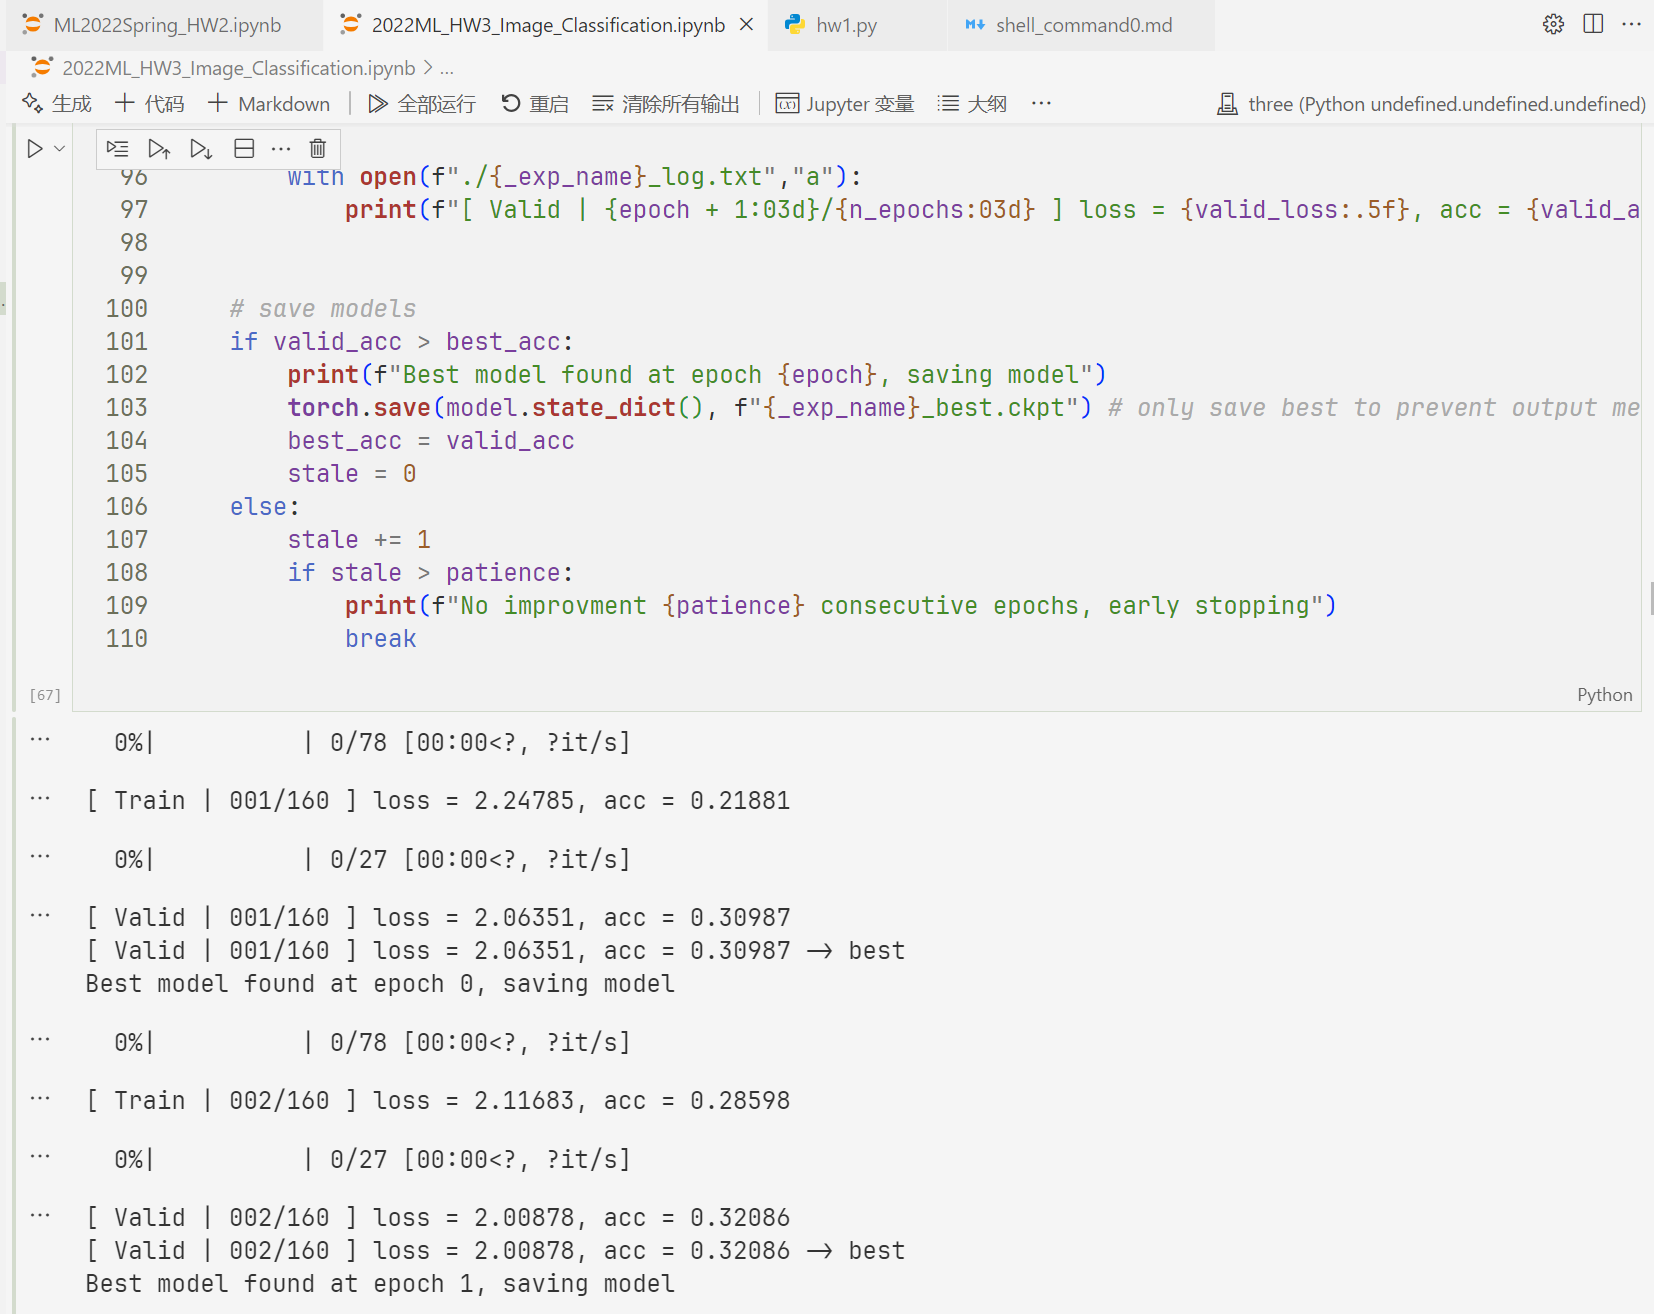 ML2022Spring_HW2.ipynb 2022ML_HW3_Image_Classification.ipynb hw1.py shell_command0.md
2022ML_HW3_Image_Classification.ipynb > ...
生成 代码 Markdown 全部运行 重启 清除所有输出 Jupyter 变量 大纲 ... three (Python undefined.undefined.undefined)
96 with open(f"./{_exp_name}_log.txt","a"):
97 print(f"[ Valid | {epoch + 1:03d}/{n_epochs:03d} ] loss = {valid_loss:.5f}, acc = {valid_a
98
99
100 # save models
101 if valid_acc > best_acc:
102 print(f"Best model found at epoch {epoch}, saving model")
103 torch.save(model.state_dict(), f"{_exp_name}_best.ckpt") # only save best to prevent output me
104 best_acc = valid_acc
105 stale = 0
106 else:
107 stale += 1
108 if stale > patience:
109 print(f"No improvment {patience} consecutive epochs, early stopping")
110 break
[67] Python
0%| | 0/78 [00:00<?, ?it/s]
[ Train | 001/160 ] loss = 2.24785, acc = 0.21881
0%| | 0/27 [00:00<?, ?it/s]
[ Valid | 001/160 ] loss = 2.06351, acc = 0.30987
[ Valid | 001/160 ] loss = 2.06351, acc = 0.30987 -> best
Best model found at epoch 0, saving model
0%| | 0/78 [00:00<?, ?it/s]
[ Train | 002/160 ] loss = 2.11683, acc = 0.28598
0%| | 0/27 [00:00<?, ?it/s]
[ Valid | 002/160 ] loss = 2.00878, acc = 0.32086
[ Valid | 002/160 ] loss = 2.00878, acc = 0.32086 -> best
Best model found at epoch 1, saving model